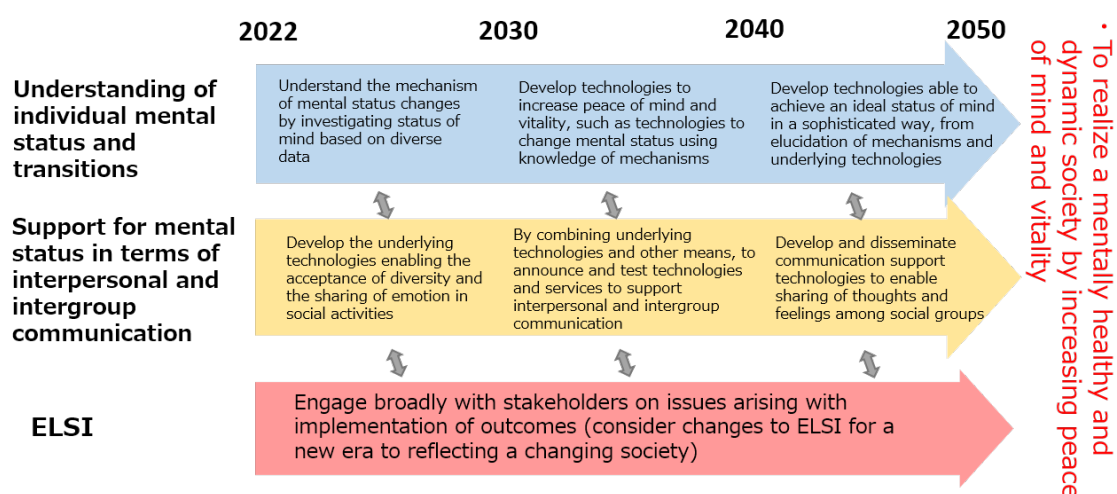 2022
2030
2040
2050
Understanding of
individual mental
status and
transitions
Understand the mechanism
of mental status changes
by investigating status of
mind based on diverse
data
Develop technologies to
increase peace of mind and
vitality, such as technologies to
change mental status using
knowledge of mechanisms
Develop technologies able to
achieve an ideal status of mind
in a sophisticated way, from
elucidation of mechanisms and
underlying technologies
Support for mental
status in terms of
interpersonal and
intergroup
communication
Develop the underlying
technologies enabling the
acceptance of diversity and
the sharing of emotion in
social activities
By combining underlying
technologies and other means, to
announce and test technologies
and services to support
interpersonal and intergroup
communication
Develop and disseminate
communication support
technologies to enable
sharing of thoughts and
feelings among social groups
ELSI
Engage broadly with stakeholders on issues arising with
implementation of outcomes (consider changes to ELSI for a
new era to reflecting a changing society)
・To realize a mentally healthy and
dynamic society by increasing peace
of mind and vitality